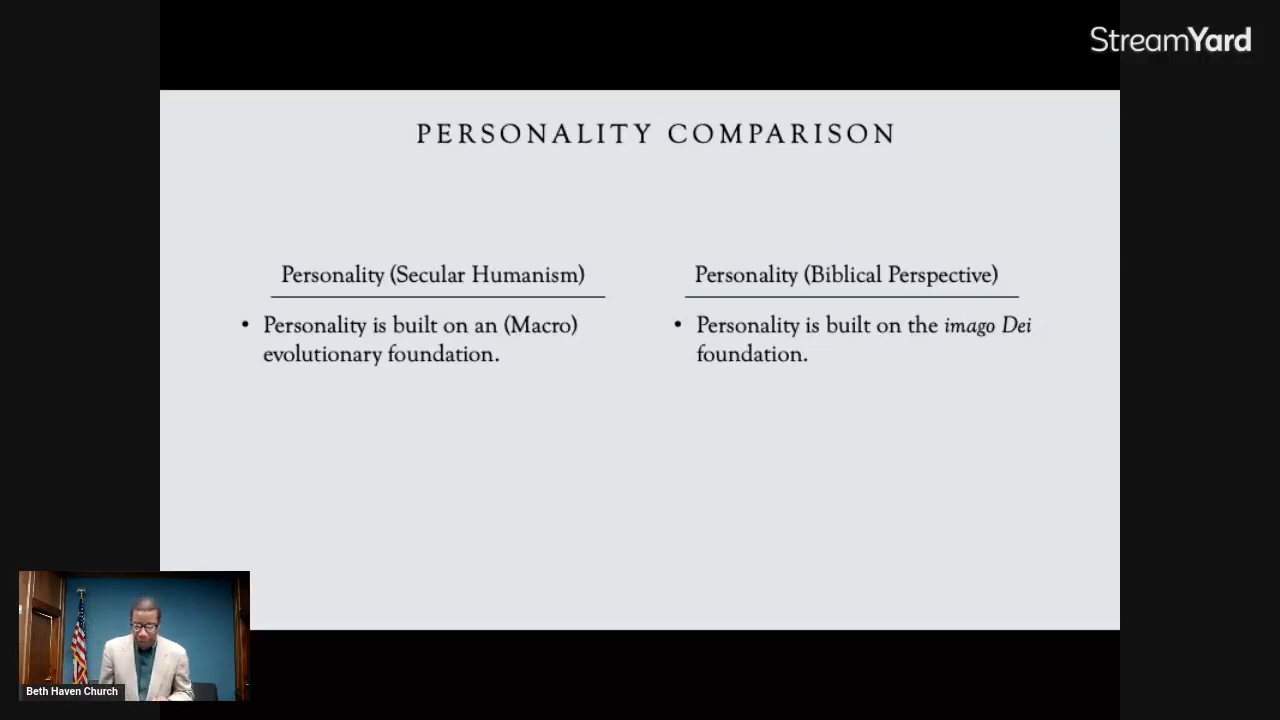 StreamYard
PERSONALITY COMPARISON
Personality (Secular Humanism)
• Personality is built on an (Macro)
evolutionary foundation.
Personality (Biblical Perspective)
• Personality is built on the imago Dei
foundation.
Beth Haven Church